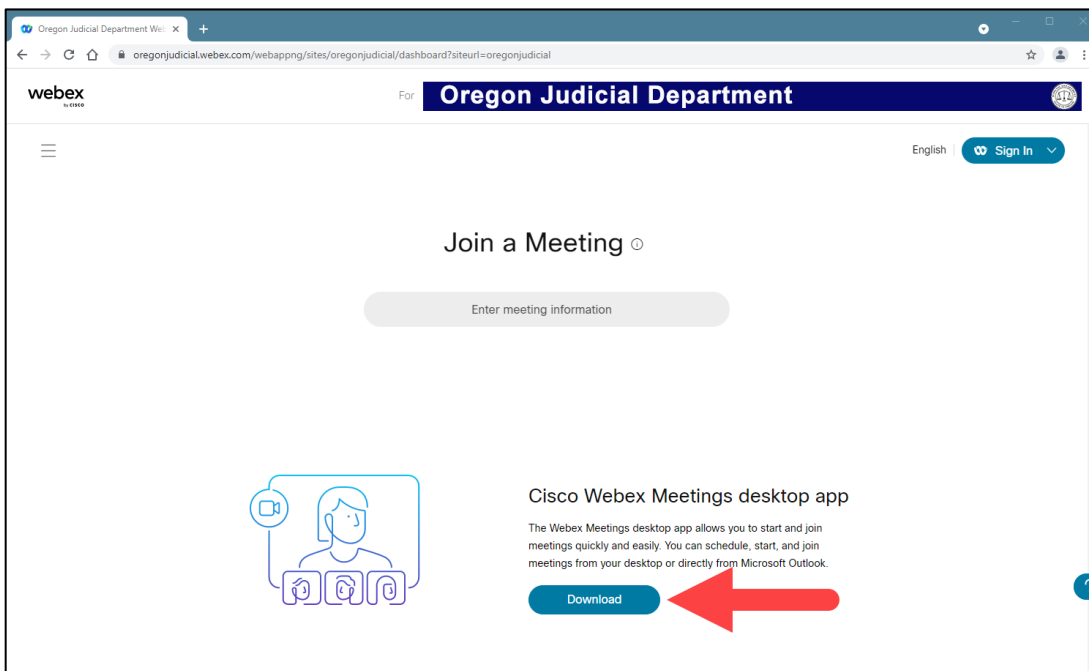 Oregon Judicial Department Web
oregonjudicial.webex.com/webappng/sites/oregonjudicial/dashboard?siteurl=oregonjudicial
webex
by CISCO
For
Oregon Judicial Department
English
Sign In
Join a Meeting
Enter meeting information
Cisco Webex Meetings desktop app
The Webex Meetings desktop app allows you to start and join
meetings quickly and easily. You can schedule, start, and join
meetings from your desktop or directly from Microsoft Outlook.
Download